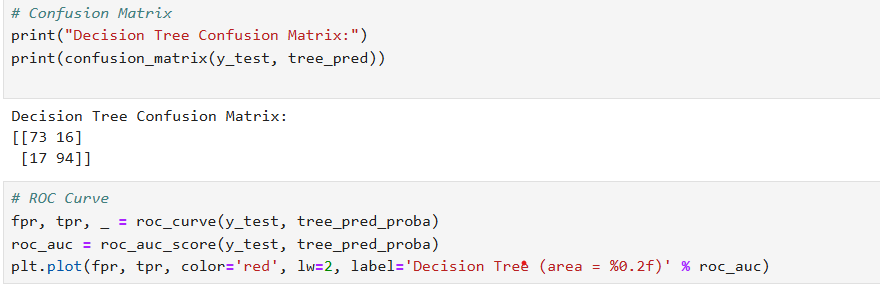 # Confusion Matrix
print("Decision Tree Confusion Matrix:")
print(confusion_matrix(y_test, tree_pred))
Decision Tree Confusion Matrix:
[[73 16]
 [17 94]]
# ROC Curve
fpr, tpr, _ = roc_curve(y_test, tree_pred_proba)
roc_auc = roc_auc_score(y_test, tree_pred_proba)
plt.plot(fpr, tpr, color='red', lw=2, label='Decision Tree (area = %0.2f)' % roc_auc)